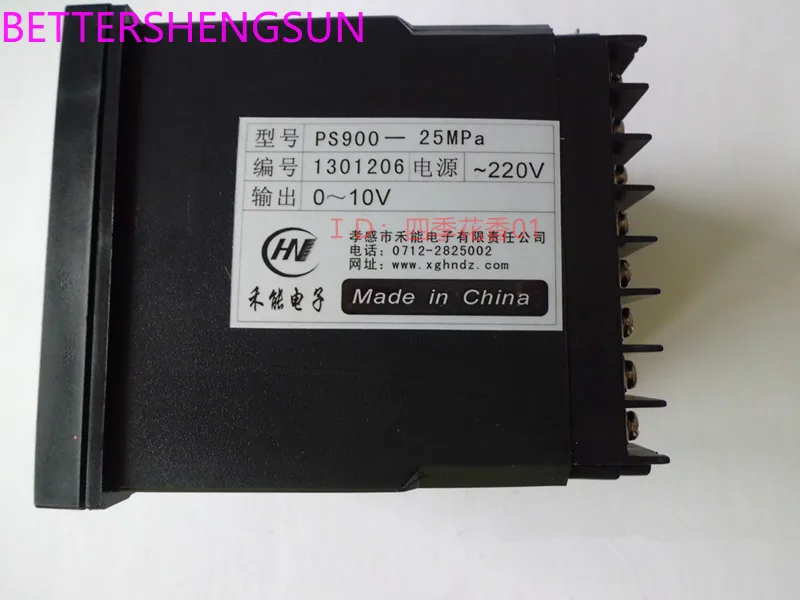 BETTERSHENGSUN
型号 PS900—25MPa
编号 1301206 电源 ~220V
输出 0～10V
ID：四季花香01
孝感市禾能电子有限责任公司
电话：0712-2825002
网址：www.xghndz.com
HN
禾能电子 Made in China